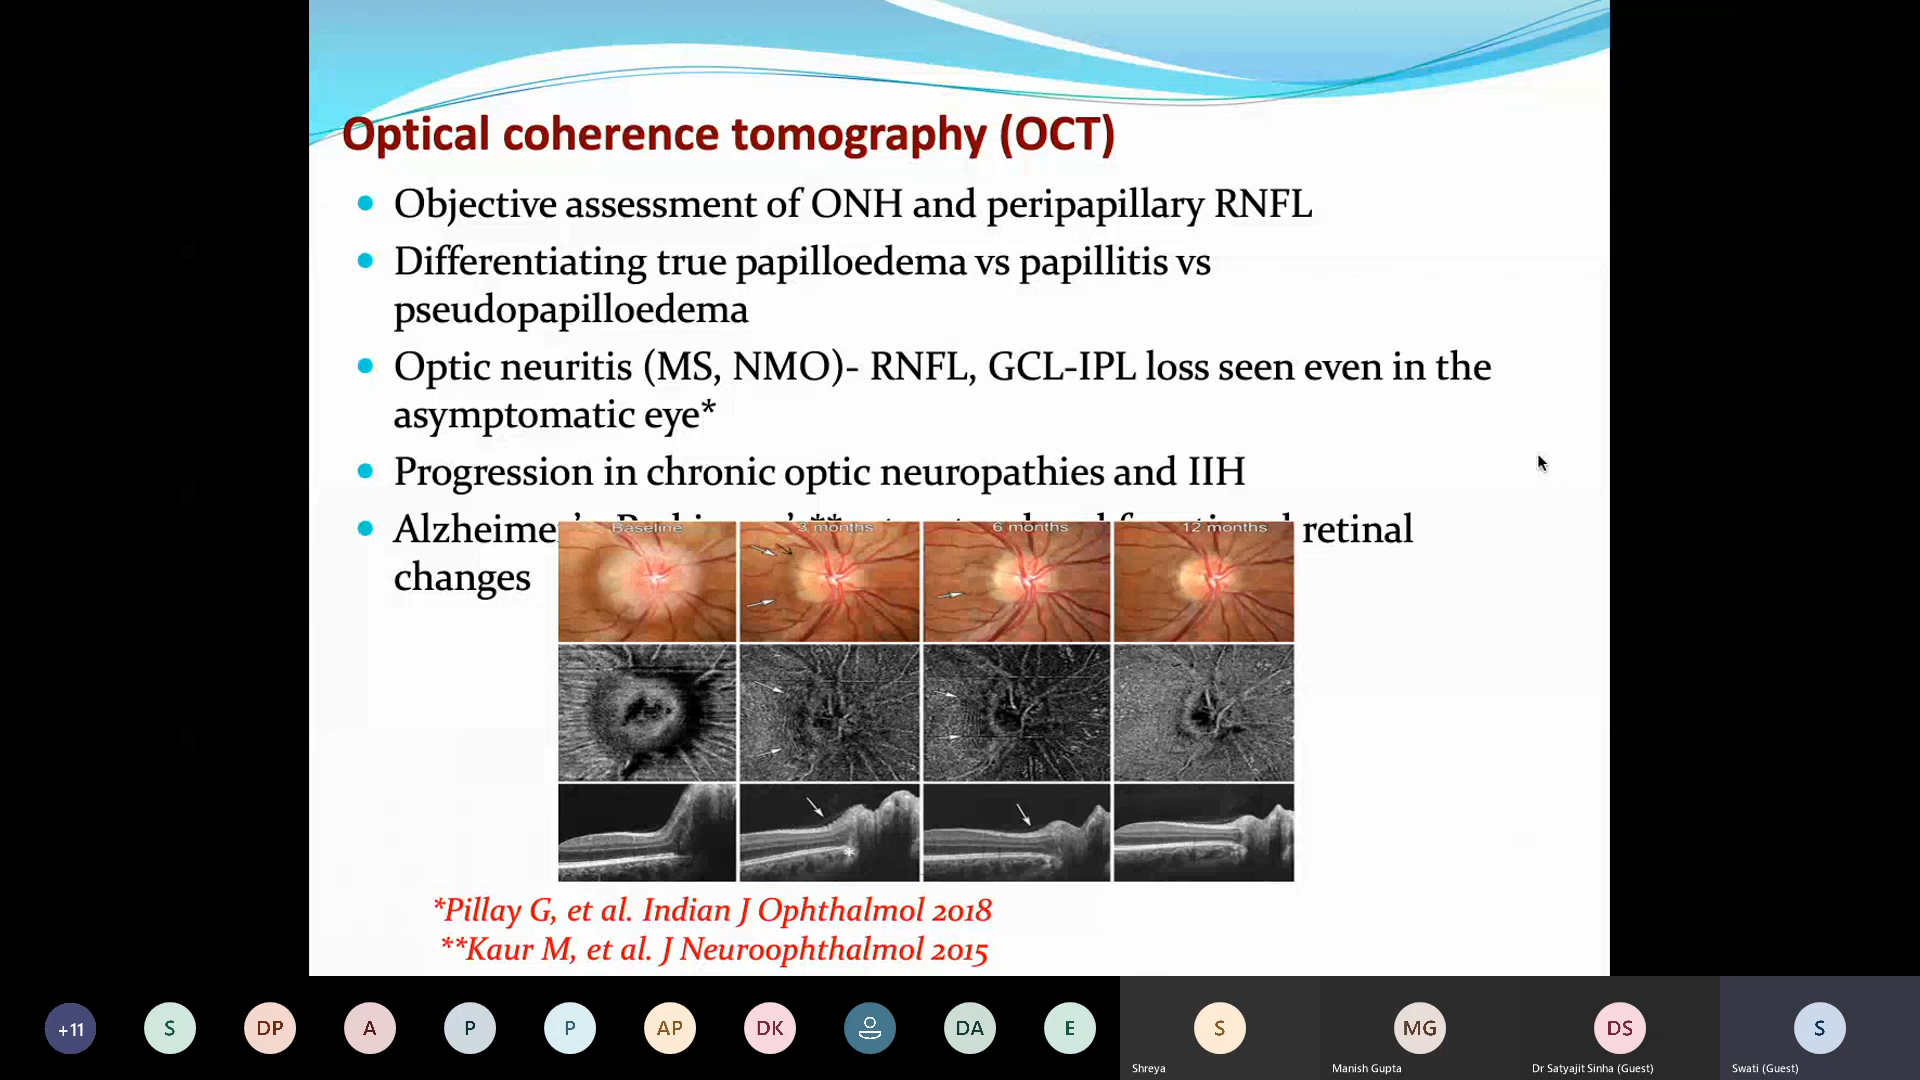 Optical coherence tomography (OCT)
• Objective assessment of ONH and peripapillary RNFL
• Differentiating true papilloedema vs papillitis vs
pseudopapilloedema
• Optic neuritis (MS, NMO)- RNFL, GCL-IPL loss seen even in the
asymptomatic eye*
• Progression in chronic optic neuropathies and IIH
• retinal
changes
Baseline 3 months 6 months 12 months
*
*Pillay G, et al. Indian J Ophthalmol 2018
**Kaur M, et al. J Neuroophthalmol 2015
+11 S DP A P P AP DK DA E S MG DS S
Shreya Manish Gupta Dr Satyajit Sinha (Guest) Swati (Guest)